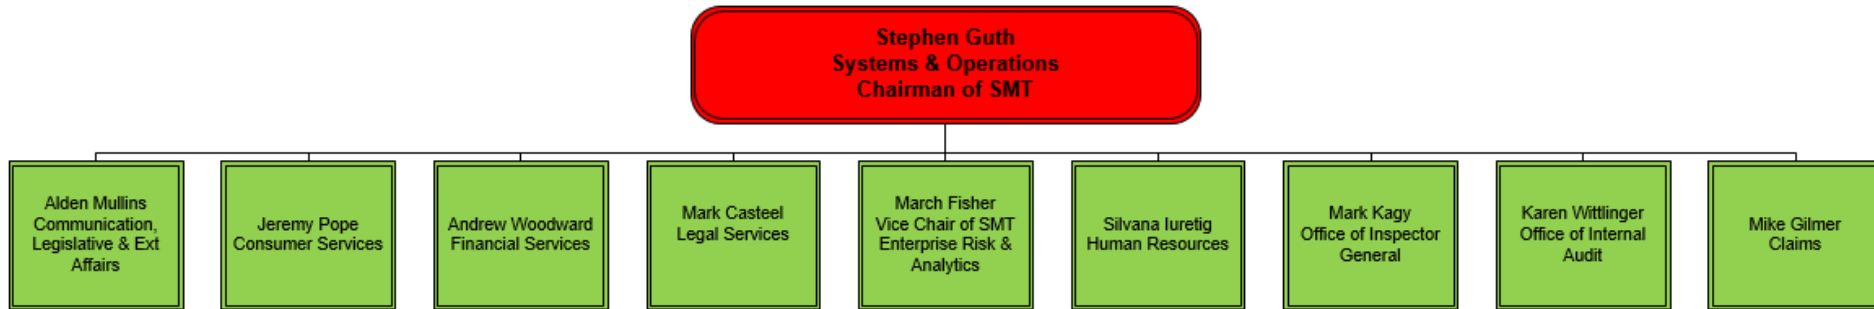 Stephen Guth
Systems & Operations
Chairman of SMT
Alden Mullins
Communication,
Legislative & Ext
Affairs
Jeremy Pope
Consumer Services
Andrew Woodward
Financial Services
Mark Casteel
Legal Services
March Fisher
Vice Chair of SMT
Enterprise Risk &
Analytics
Silvana Iuretig
Human Resources
Mark Kagy
Office of Inspector
General
Karen Wittlinger
Office of Internal
Audit
Mike Gilmer
Claims